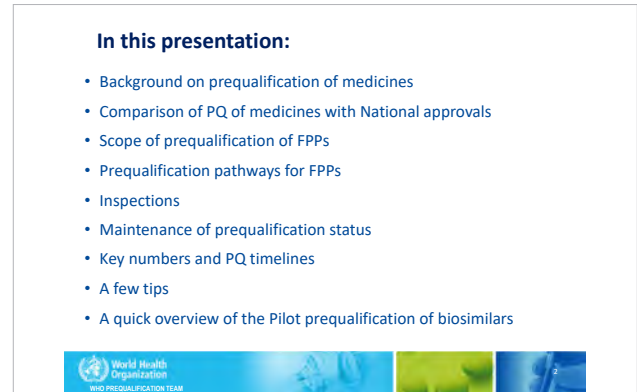 In this presentation:
• Background on prequalification of medicines
• Comparison of PQ of medicines with National approvals
• Scope of prequalification of FPPs
• Prequalification pathways for FPPs
• Inspections
• Maintenance of prequalification status
• Key numbers and PQ timelines
• A few tips
• A quick overview of the Pilot prequalification of biosimilars
World Health
Organization
WHO PREQUALIFICATION TEAM
2